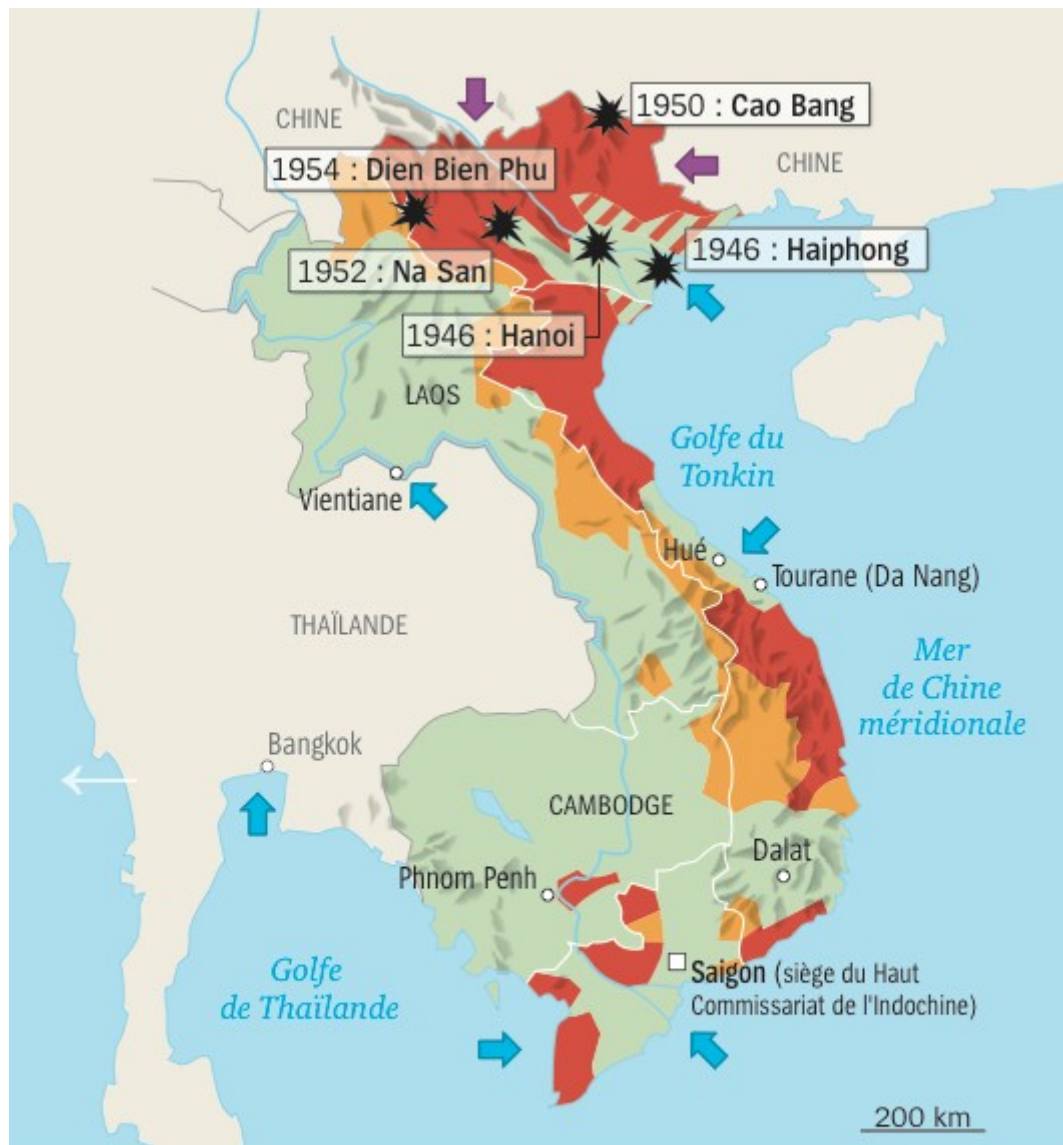 1950 : Cao Bang
CHINE
CHINE
1954 : Dien Bien Phu
1946 : Haiphong
1952 : Na San
1946 : Hanoi
LAOS
Golfe du
Tonkin
Vientiane
Hué
Tourane (Da Nang)
THAÏLANDE
Mer
de Chine
méridionale
Bangkok
CAMBODGE
Dalat
Phnom Penh
Golfe
de Thaïlande
Saigon (siège du Haut
Commissariat de l'Indochine)
200 km